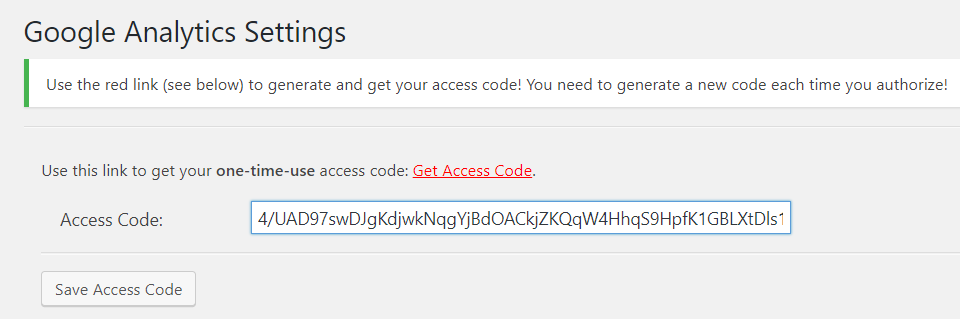 Google Analytics Settings
Use the red link (see below) to generate and get your access code! You need to generate a new code each time you authorize!
Use this link to get your one-time-use access code: Get Access Code.
Access Code: 4/UAD97swDJgKdjwkNqgYjBdOACkjZKQqW4HhqS9HpfK1GBLXtDls1
Save Access Code